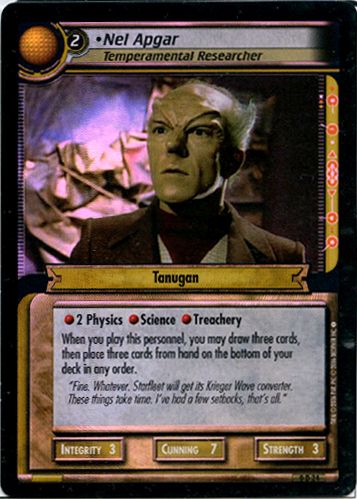 2
•Nel Apgar
Temperamental Researcher
Tanugan
2 Physics Science Treachery
When you play this personnel, you may draw three cards,
then place three cards from hand on the bottom of your
deck in any order.
"Fine. Whatever. Starfleet will get its Krieger Wave converter.
These things take time. I've had a few setbacks, that's all."
INTEGRITY 3 CUNNING 7 STRENGTH 3